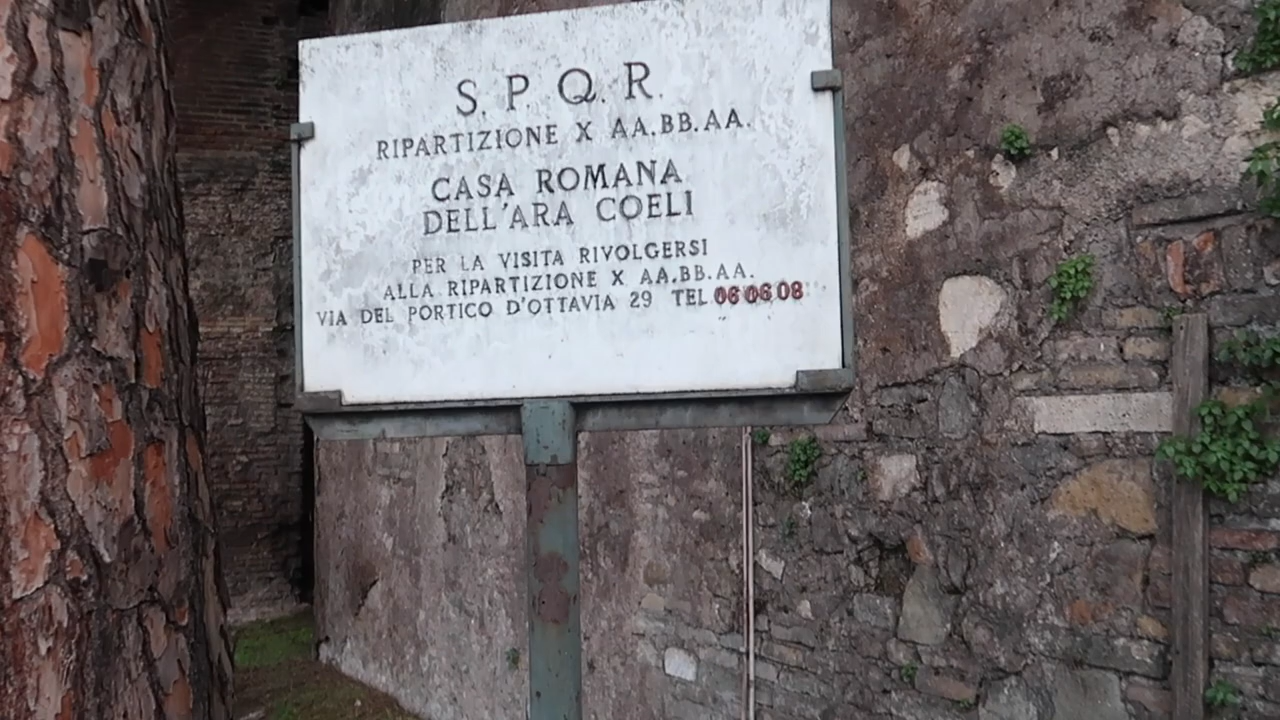 S. P. Q. R.
RIPARTIZIONE X AA.BB.AA.
CASA ROMANA
DELL'ARA COELI
PER LA VISITA RIVOLGERSI
ALLA RIPARTIZIONE X AA.BB.AA.
VIA DEL PORTICO D'OTTAVIA 29 TEL. 06 06 08